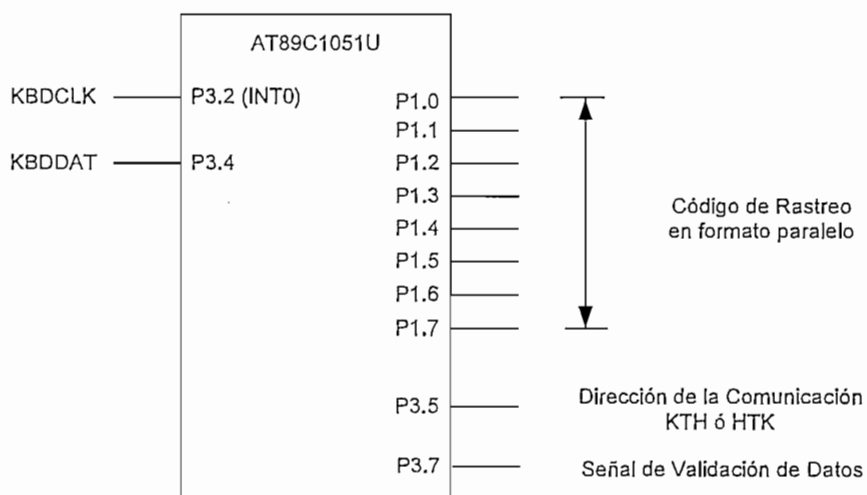 AT89C1051U
KBDCLK
P3.2 (INT0)
P1.0
P1.1
KBDDAT
P3.4
P1.2
P1.3
P1.4
P1.5
P1.6
P1.7
Código de Rastreo
en formato paralelo
P3.5
Dirección de la Comunicación
KTH ó HTK
P3.7
Señal de Validación de Datos